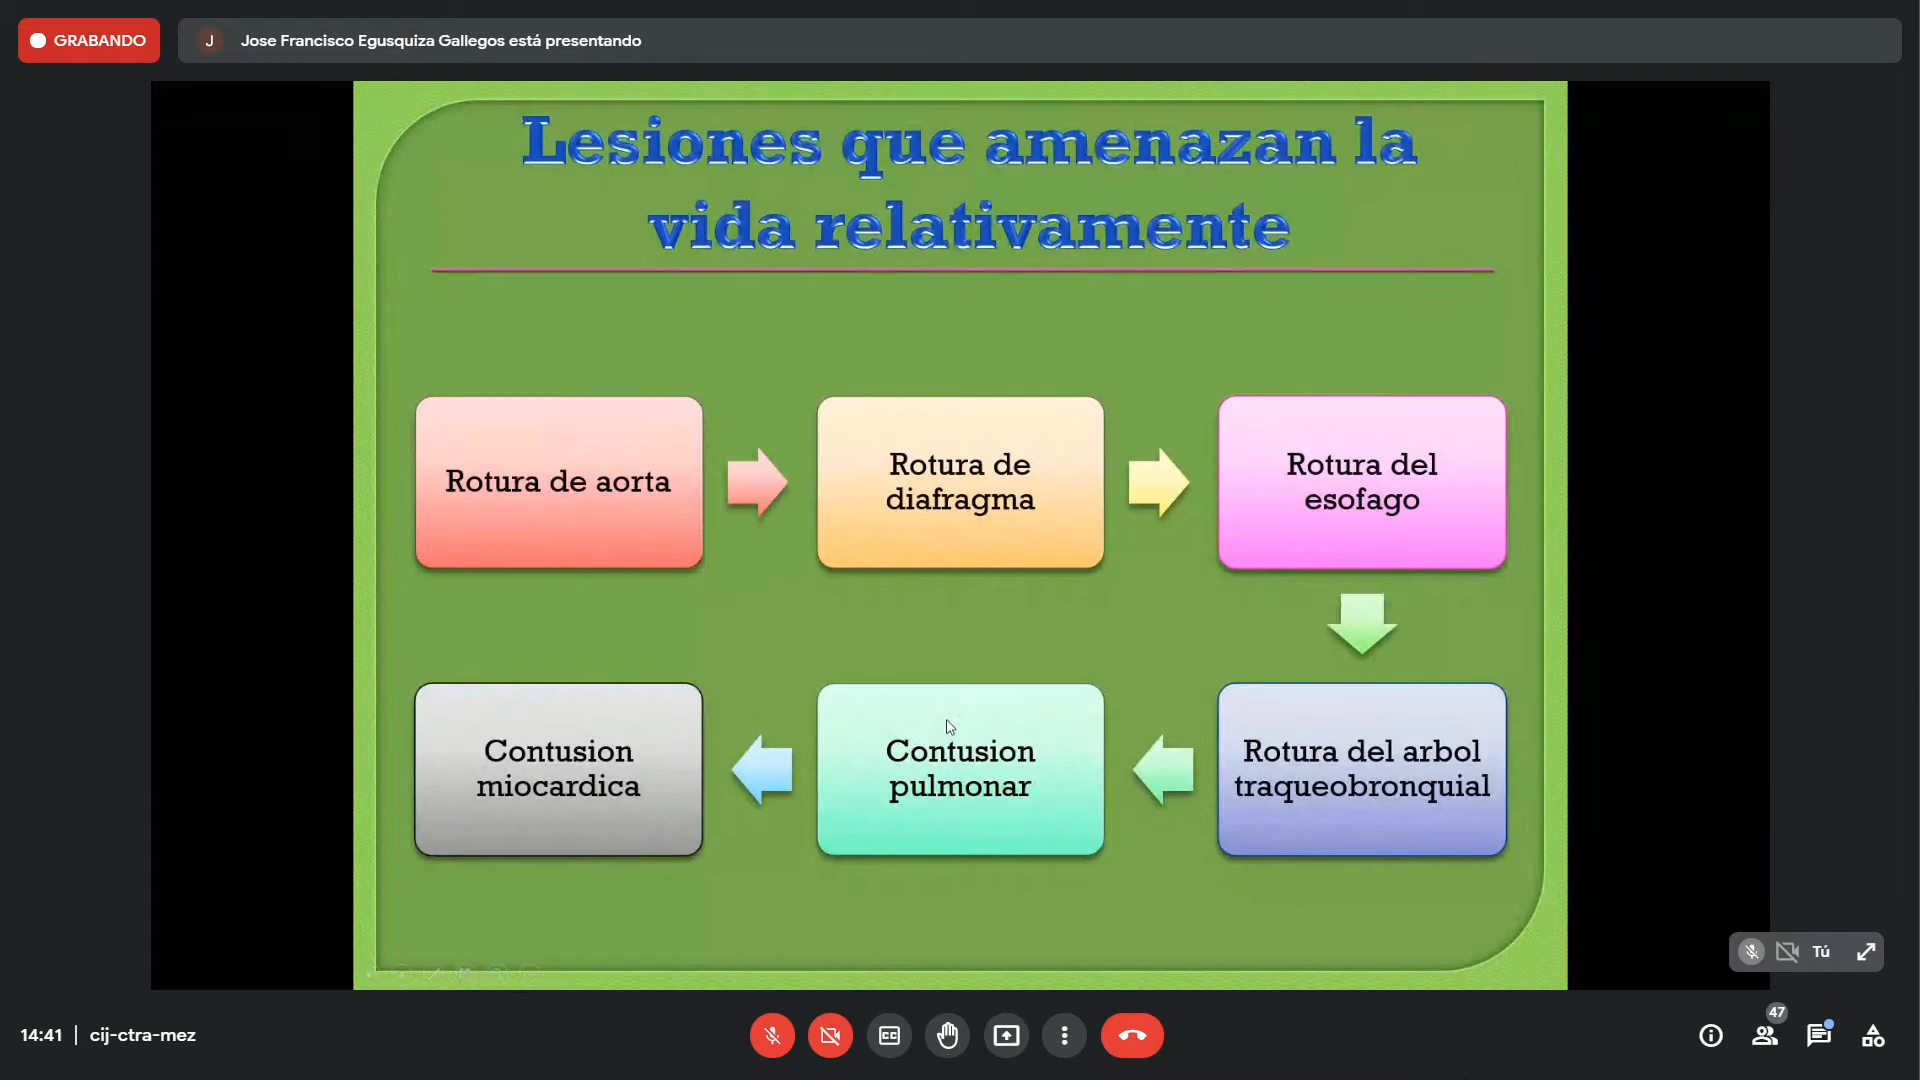 GRABANDO
J
Jose Francisco Egusquiza Gallegos está presentando
Lesiones que amenazan la
vida relativamente
Rotura de aorta
Rotura de
diafragma
Rotura del
esofago
Contusion
miocardica
Contusion
pulmonar
Rotura del arbol
traqueobronquial
Tú
14:41 | cij-ctra-mez
CC
47